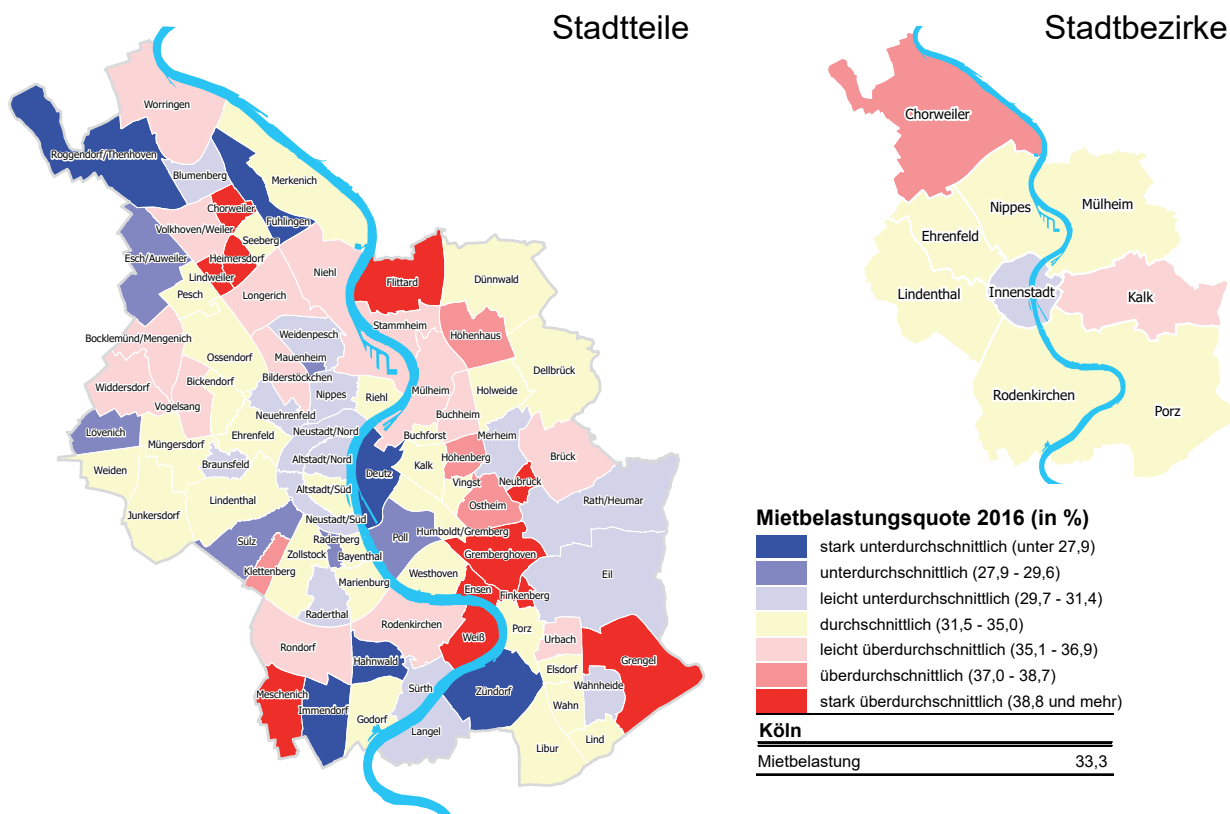 Stadtteile
Stadtbezirke
Worringen
Roggendorf/Thenhoven
Blumenberg
Merkenich
Chorweiler
Fühlingen
Volkhoven/Weiler
Seeberg
Esch/Auweiler
Heimersdorf
Lindweiler
Niehl
Flittard
Dünnwald
Pesch
Longerich
Stammheim
Weidenpesch
Höhenhaus
Bocklemünd/Mengenich
Ossendorf
Mauenheim
Dellbrück
Widdersdorf
Bickendorf
Bilderstöckchen
Nippes
Riehl
Mülheim
Holweide
Vogelsang
Neuehrenfeld
Buchheim
Lövenich
Müngersdorf
Ehrenfeld
Neustadt/Nord
Buchforst
Merheim
Weiden
Braunsfeld
Altstadt/Nord
Deutz
Kalk
Höhenberg
Brück
Lindenthal
Altstadt/Süd
Vingst
Neubrück
Rath/Heumar
Junkersdorf
Neustadt/Süd
Ostheim
Sülz
Raderberg
Poll
Humboldt/Gremberg
Zollstock
Bayenthal
Gremberghoven
Klettenberg
Marienburg
Westhoven
Eil
Raderthal
Ensen
Finkenberg
Rodenkirchen
Weiß
Porz
Urbach
Rondorf
Hahnwald
Elsdorf
Grengel
Meschenich
Immendorf
Sürth
Zündorf
Wahnheide
Godorf
Langel
Wahn
Lind
Libur
Chorweiler
Nippes
Mülheim
Ehrenfeld
Lindenthal
Innenstadt
Kalk
Rodenkirchen
Porz
Mietbelastungsquote 2016 (in %)
stark unterdurchschnittlich (unter 27,9)
unterdurchschnittlich (27,9 - 29,6)
leicht unterdurchschnittlich (29,7 - 31,4)
durchschnittlich (31,5 - 35,0)
leicht überdurchschnittlich (35,1 - 36,9)
überdurchschnittlich (37,0 - 38,7)
stark überdurchschnittlich (38,8 und mehr)
Köln
Mietbelastung 33,3